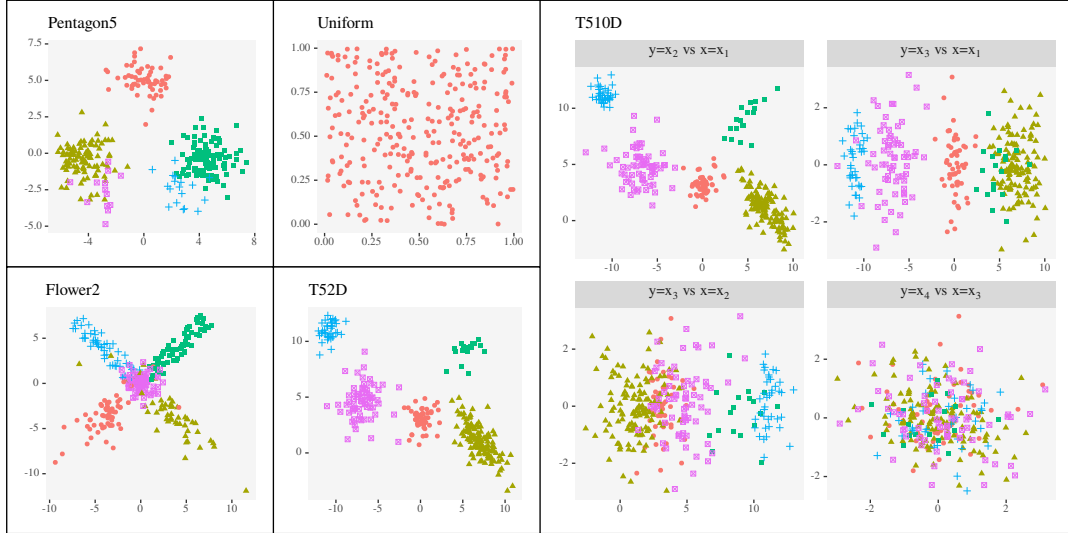 Pentagon5
7.5
5.0
2.5
0.0
-2.5
-5.0
-4 0 4 8
Uniform
1.00
0.75
0.50
0.25
0.00
0.00 0.25 0.50 0.75 1.00
T510D
y=x₂ vs x=x₁
10
5
0
-10 -5 0 5 10
y=x₃ vs x=x₁
2
0
-2
-10 -5 0 5 10
Flower2
5
0
-5
-10
-10 -5 0 5 10
T52D
10
5
0
-10 -5 0 5 10
y=x₃ vs x=x₂
2
0
-2
0 5 10
y=x₄ vs x=x₃
2
0
-2
-2 0 2